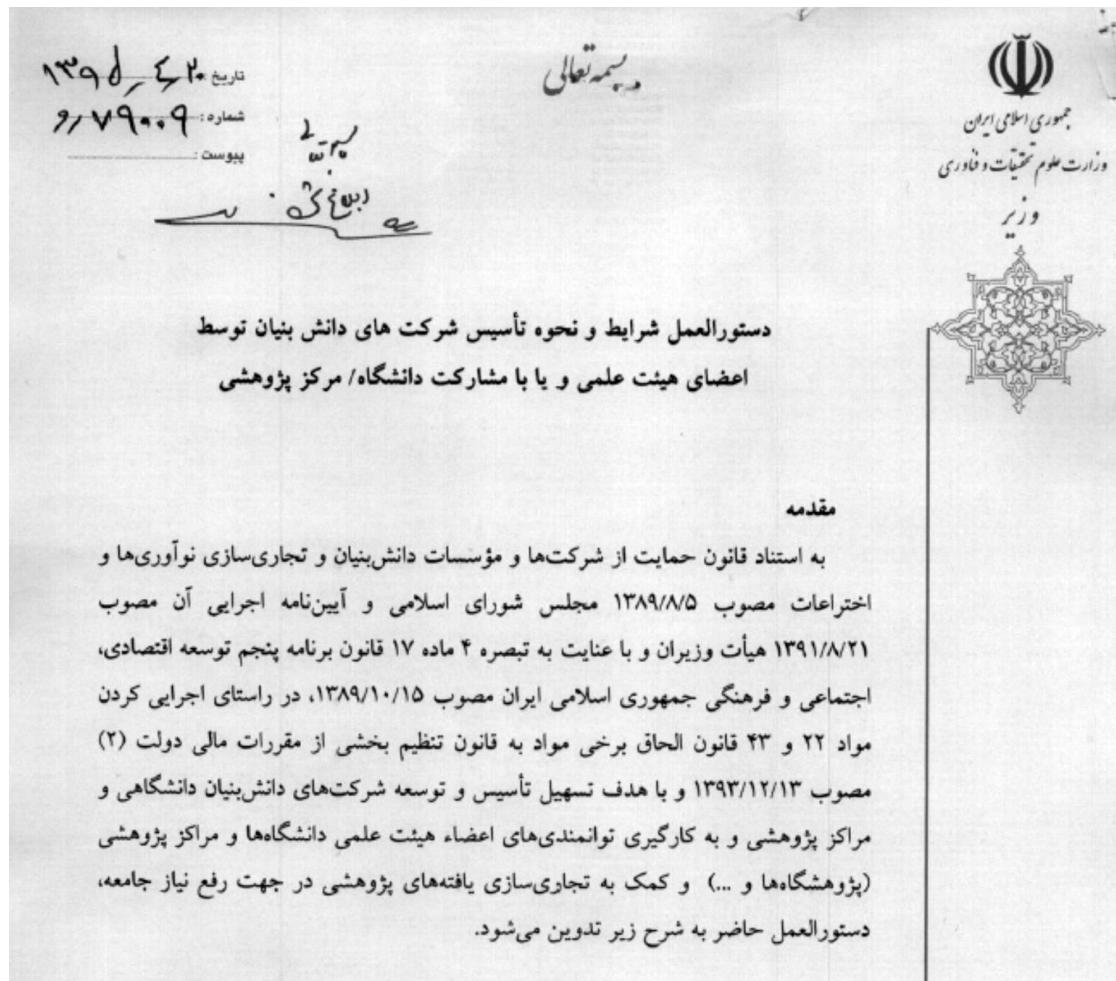 بسمه تعالی
جمهوری اسلامی ایران
وزارت علوم تحقیقات و فناوری
وزیر
تاریخ: ۱۳۹۵/۴/۲۰
شماره: ۷۹۰۰۹/و
پیوست:
ابلاغ شود
دستورالعمل شرایط و نحوه تأسیس شرکت های دانش بنیان توسط
اعضای هیئت علمی و یا با مشارکت دانشگاه/ مرکز پژوهشی
مقدمه
به استناد قانون حمایت از شرکت‌ها و مؤسسات دانش‌بنیان و تجاری‌سازی نوآوری‌ها و
اختراعات مصوب ۱۳۸۹/۸/۵ مجلس شورای اسلامی و آیین‌نامه اجرایی آن مصوب
۱۳۹۱/۸/۲۱ هیأت وزیران و با عنایت به تبصره ۴ ماده ۱۷ قانون برنامه پنجم توسعه اقتصادی،
اجتماعی و فرهنگی جمهوری اسلامی ایران مصوب ۱۳۸۹/۱۰/۱۵، در راستای اجرایی کردن
مواد ۲۲ و ۴۳ قانون الحاق برخی مواد به قانون تنظیم بخشی از مقررات مالی دولت (۲)
مصوب ۱۳۹۳/۱۲/۱۳ و با هدف تسهیل تأسیس و توسعه شرکت‌های دانش‌بنیان دانشگاهی و
مراکز پژوهشی و به کارگیری توانمندی‌های اعضاء هیئت علمی دانشگاه‌ها و مراکز پژوهشی
(پژوهشگاه‌ها و ...) و کمک به تجاری‌سازی یافته‌های پژوهشی در جهت رفع نیاز جامعه،
دستورالعمل حاضر به شرح زیر تدوین می‌شود.